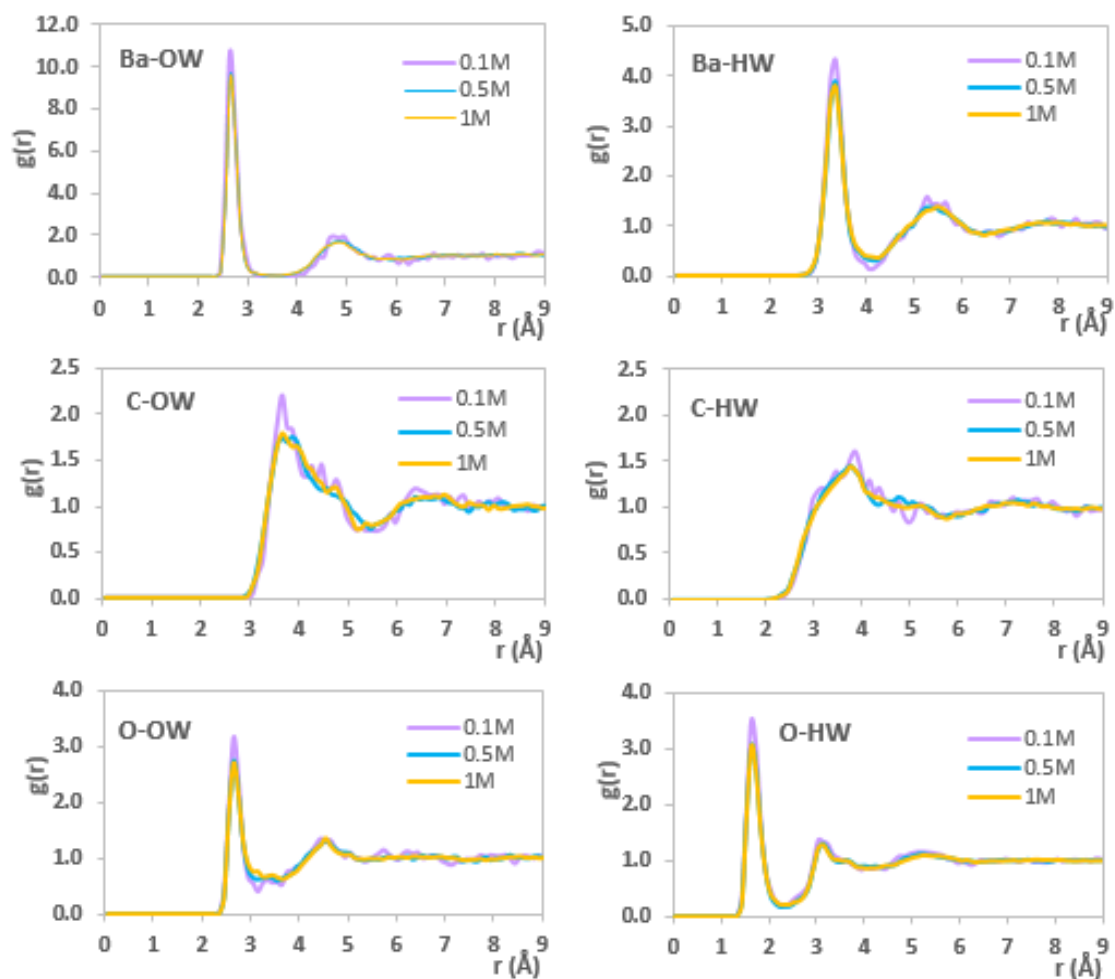 12.0
10.0
8.0
6.0
4.0
2.0
0.0
g(r)
Ba-OW
0.1M
0.5M
1M
0 1 2 3 4 5 6 7 8 9
r (Å)
5.0
4.0
3.0
2.0
1.0
0.0
g(r)
Ba-HW
0.1M
0.5M
1M
0 1 2 3 4 5 6 7 8 9
r (Å)
2.5
2.0
1.5
1.0
0.5
0.0
g(r)
C-OW
0.1M
0.5M
1M
0 1 2 3 4 5 6 7 8 9
r (Å)
2.5
2.0
1.5
1.0
0.5
0.0
g(r)
C-HW
0.1M
0.5M
1M
0 1 2 3 4 5 6 7 8 9
r (Å)
4.0
3.0
2.0
1.0
0.0
g(r)
O-OW
0.1M
0.5M
1M
0 1 2 3 4 5 6 7 8 9
r (Å)
4.0
3.0
2.0
1.0
0.0
g(r)
O-HW
0.1M
0.5M
1M
0 1 2 3 4 5 6 7 8 9
r (Å)